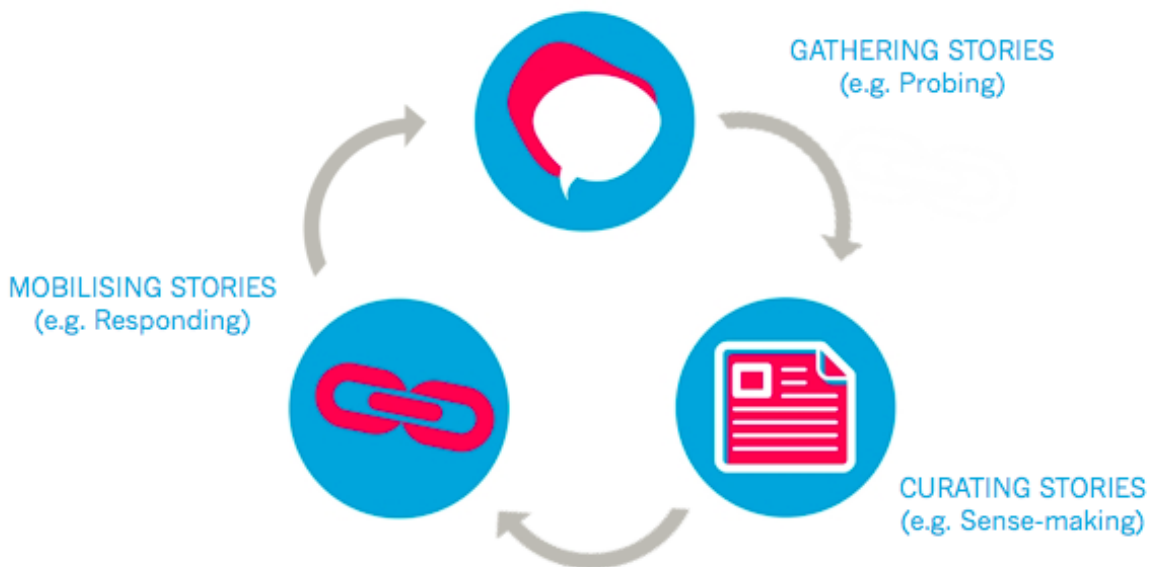 GATHERING STORIES
(e.g. Probing)
MOBILISING STORIES
(e.g. Responding)
CURATING STORIES
(e.g. Sense-making)